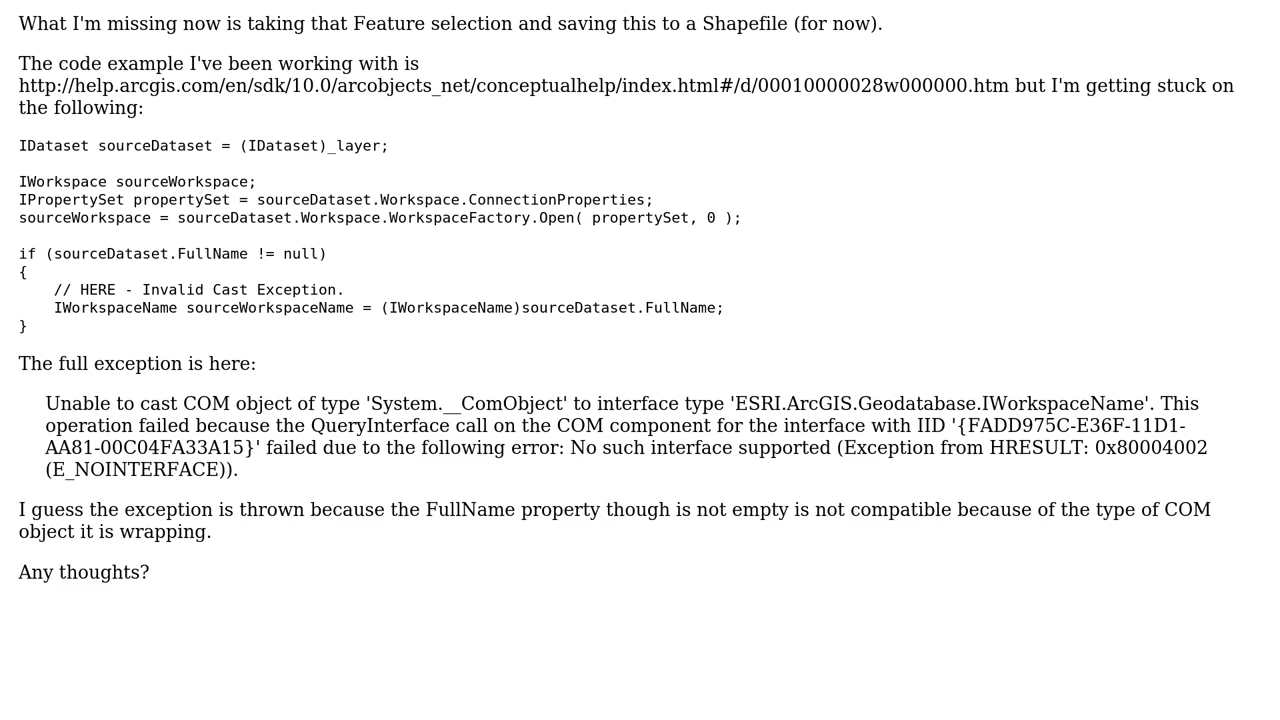 What I'm missing now is taking that Feature selection and saving this to a Shapefile (for now).
The code example I've been working with is
http://help.arcgis.com/en/sdk/10.0/arcobjects_net/conceptualhelp/index.html#/d/00010000028w000000.htm but I'm getting stuck on
the following:
IDataset sourceDataset = (IDataset)_layer;
IWorkspace sourceWorkspace;
IPropertySet propertySet = sourceDataset.Workspace.ConnectionProperties;
sourceWorkspace = sourceDataset.Workspace.WorkspaceFactory.Open( propertySet, 0 );
if (sourceDataset.FullName != null)
{
    // HERE - Invalid Cast Exception.
    IWorkspaceName sourceWorkspaceName = (IWorkspaceName)sourceDataset.FullName;
}
The full exception is here:
Unable to cast COM object of type 'System.__ComObject' to interface type 'ESRI.ArcGIS.Geodatabase.IWorkspaceName'. This
operation failed because the QueryInterface call on the COM component for the interface with IID '{FADD975C-E36F-11D1-
AA81-00C04FA33A15}' failed due to the following error: No such interface supported (Exception from HRESULT: 0x80004002
(E_NOINTERFACE)).
I guess the exception is thrown because the FullName property though is not empty is not compatible because of the type of COM
object it is wrapping.
Any thoughts?